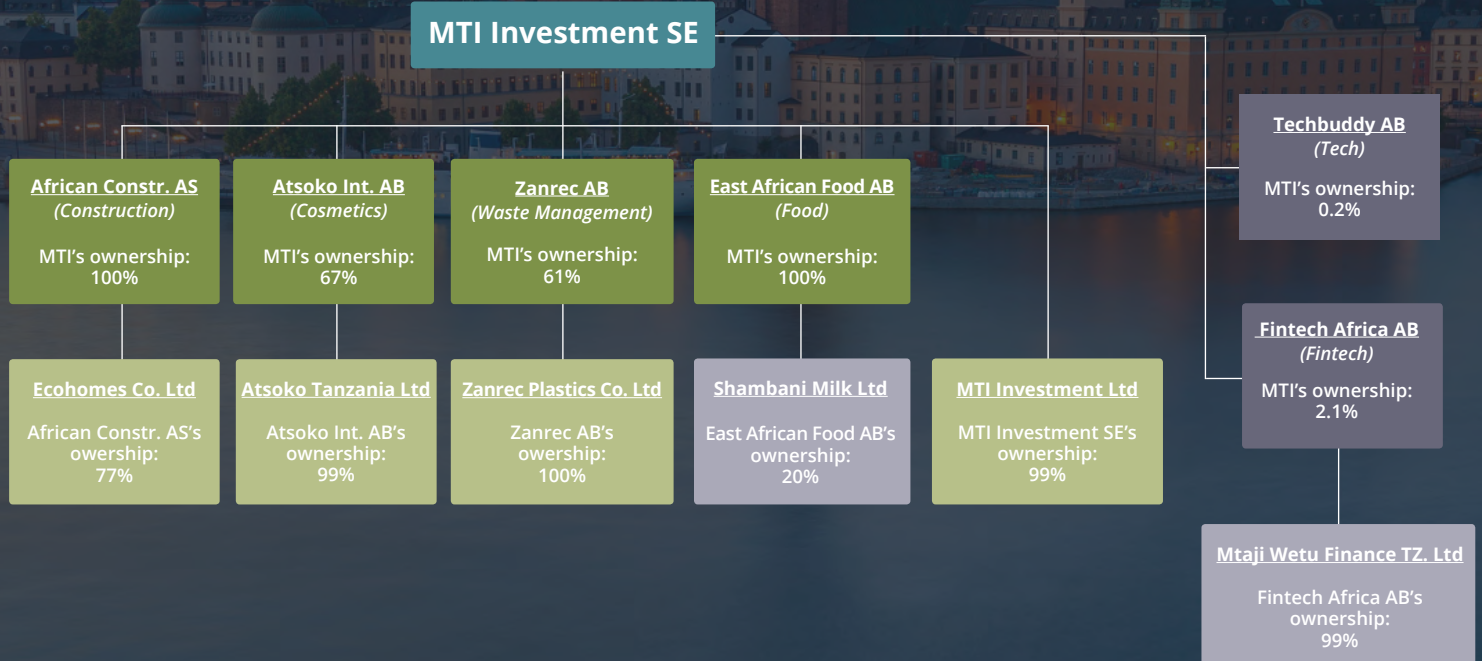 MTI Investment SE
African Constr. AS
(Construction)
MTI’s ownership:
100%
Atsoko Int. AB
(Cosmetics)
MTI’s ownership:
67%
Zanrec AB
(Waste Management)
MTI’s ownership:
61%
East African Food AB
(Food)
MTI’s ownership:
100%
Techbuddy AB
(Tech)
MTI’s ownership:
0.2%
Fintech Africa AB
(Fintech)
MTI’s ownership:
2.1%
Ecohomes Co. Ltd
African Constr. AS’s
owership:
77%
Atsoko Tanzania Ltd
Atsoko Int. AB’s
ownership:
99%
Zanrec Plastics Co. Ltd
Zanrec AB’s
owership:
100%
Shambani Milk Ltd
East African Food AB’s
ownership:
20%
MTI Investment Ltd
MTI Investment SE’s
ownership:
99%
Mtaji Wetu Finance TZ. Ltd
Fintech Africa AB’s
ownership:
99%